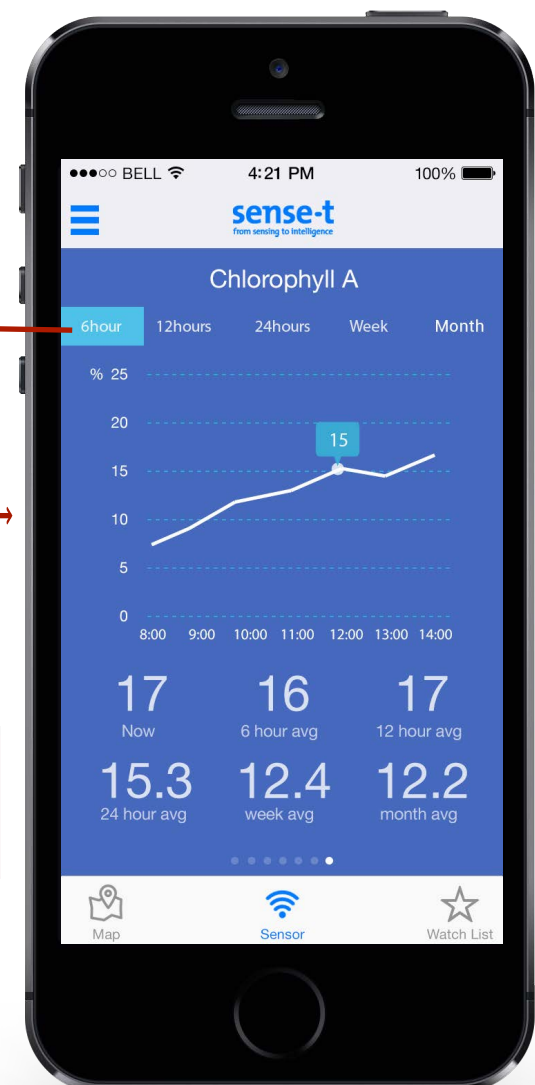 BELL 4:21 PM 100%
sense-t
from sensing to intelligence
Chlorophyll A
6hour 12hours 24hours Week Month
% 25
20
15
15
10
5
0
8:00 9:00 10:00 11:00 12:00 13:00 14:00
17 16 17
Now 6 hour avg 12 hour avg
15.3 12.4 12.2
24 hour avg week avg month avg
Map Sensor Watch List